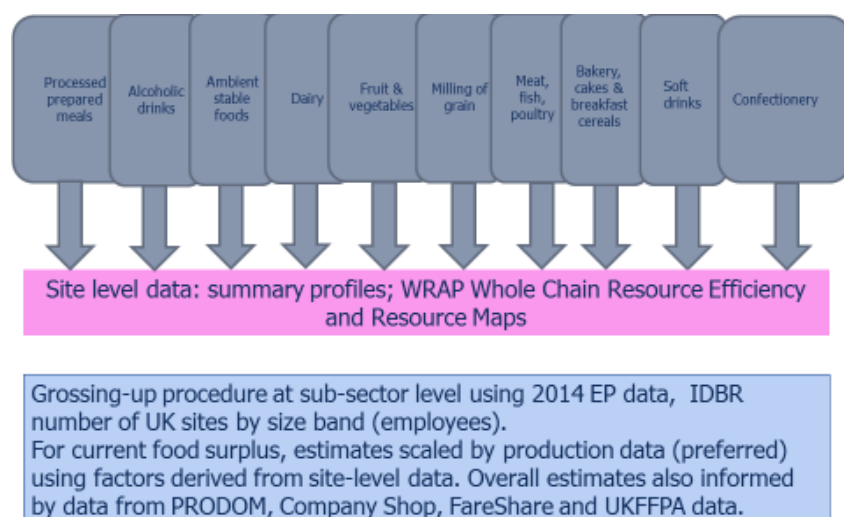 Processed
prepared
meals
Alcoholic
drinks
Ambient
stable
foods
Dairy
Fruit &
vegetables
Milling of
grain
Meat,
fish,
poultry
Bakery,
cakes &
breakfast
cereals
Soft
drinks
Confectionery
Site level data: summary profiles; WRAP Whole Chain Resource Efficiency
and Resource Maps
Grossing-up procedure at sub-sector level using 2014 EP data, IDBR
number of UK sites by size band (employees).
For current food surplus, estimates scaled by production data (preferred)
using factors derived from site-level data. Overall estimates also informed
by data from PRODOM, Company Shop, FareShare and UKFFPA data.